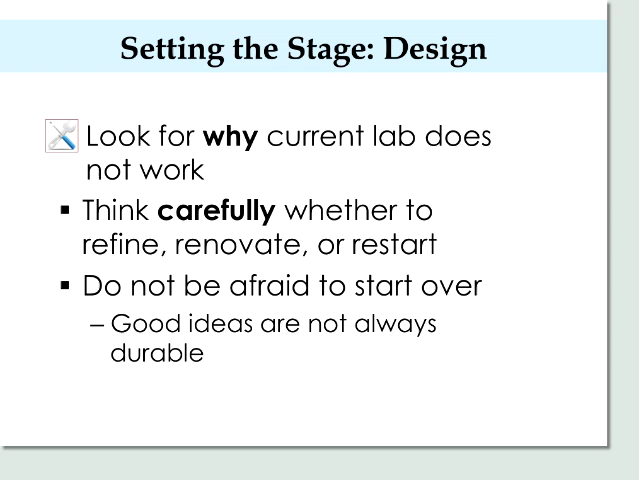 Setting the Stage: Design
Look for why current lab does
not work
▪ Think carefully whether to
refine, renovate, or restart
▪ Do not be afraid to start over
– Good ideas are not always
durable